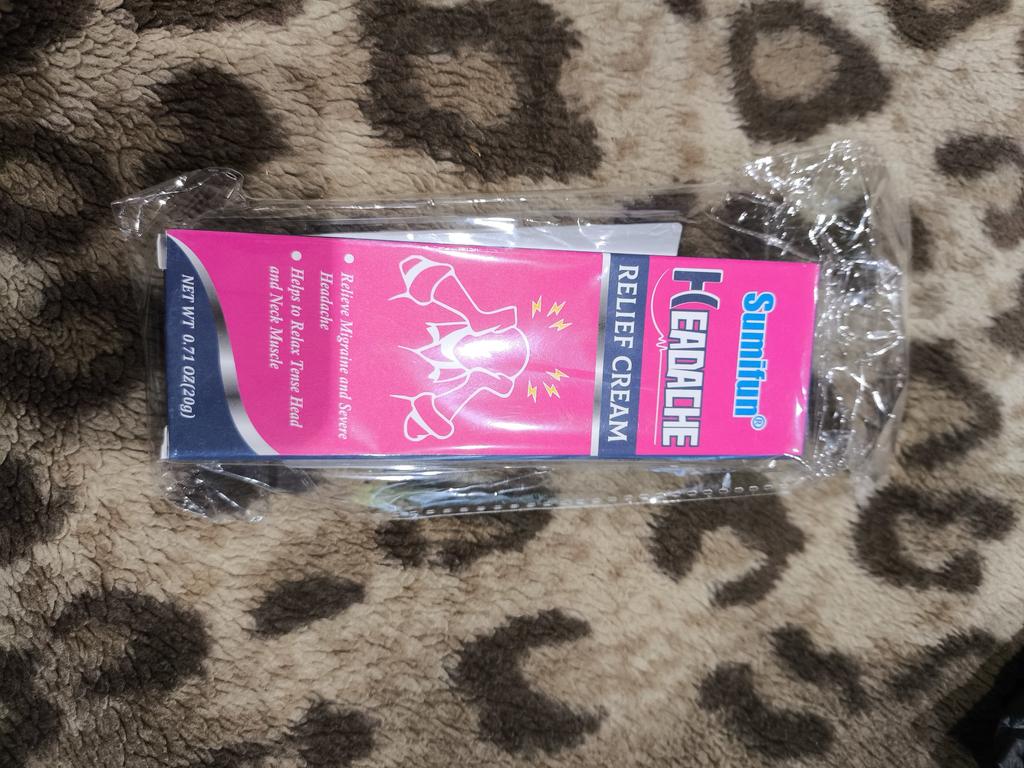 Sumifun®
HEADACHE
RELIEF CREAM
● Relieve Migraine and Severe
Headache
● Helps to Relax Tense Head
and Neck Muscle
NET WT 0.71 OZ(20g)